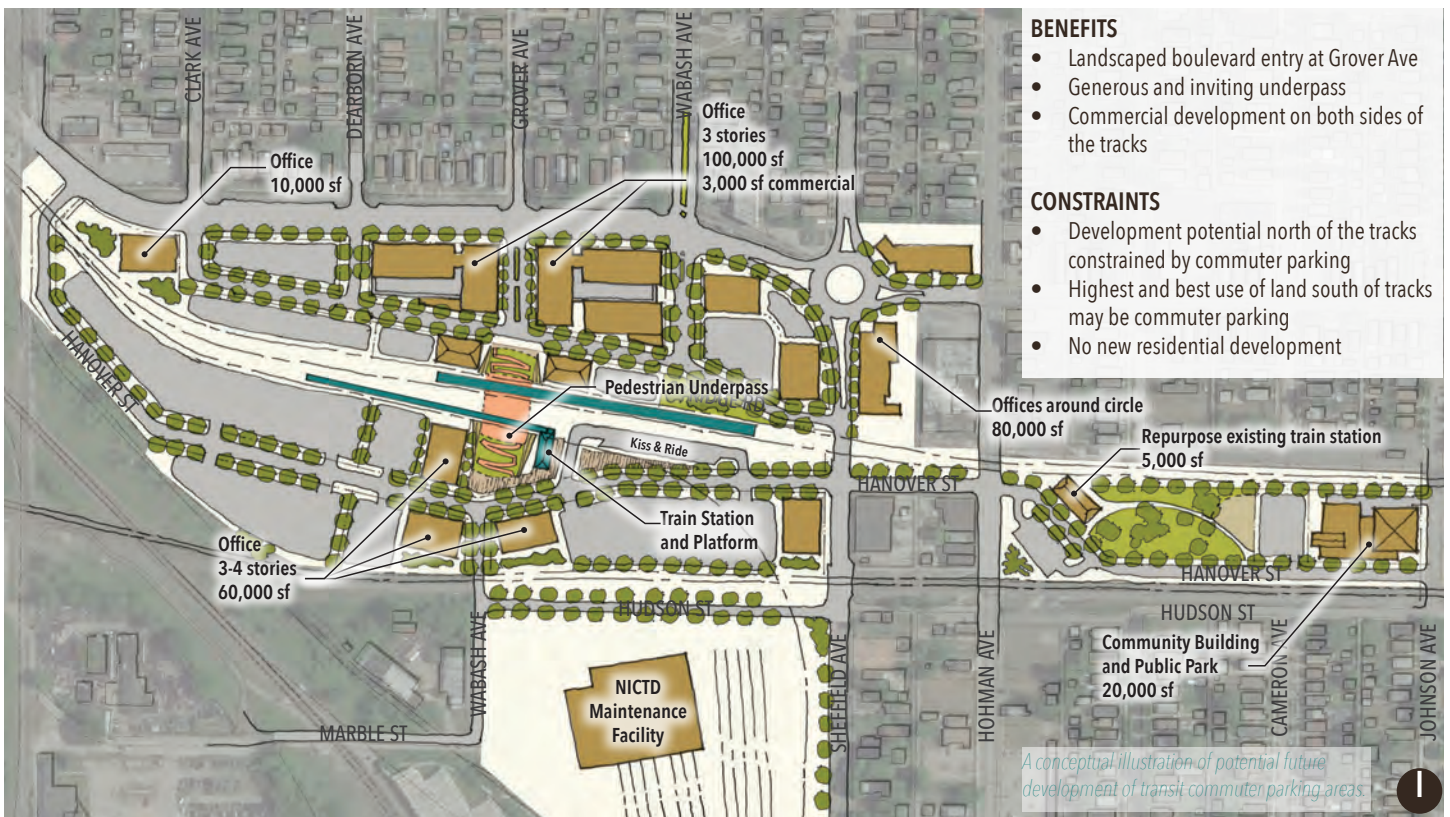 BENEFITS
• Landscaped boulevard entry at Grover Ave
• Generous and inviting underpass
• Commercial development on both sides of
the tracks
CONSTRAINTS
• Development potential north of the tracks
constrained by commuter parking
• Highest and best use of land south of tracks
may be commuter parking
• No new residential development
CLARK AVE
DEARBORN AVE
GROVER AVE
WABASH AVE
Office
10,000 sf
Office
3 stories
100,000 sf
3,000 sf commercial
HANOVER ST
Pedestrian Underpass
Kiss & Ride
Offices around circle
80,000 sf
Repurpose existing train station
5,000 sf
HANOVER ST
Train Station
and Platform
Office
3-4 stories
60,000 sf
HANOVER ST
HUDSON ST
HUDSON ST
WABASH AVE
MARBLE ST
NICTD
Maintenance
Facility
SHEFFIELD AVE
HOHMAN AVE
Community Building
and Public Park
20,000 sf
CAMERON AVE
JOHNSON AVE
A conceptual illustration of potential future
development of transit commuter parking areas.
I